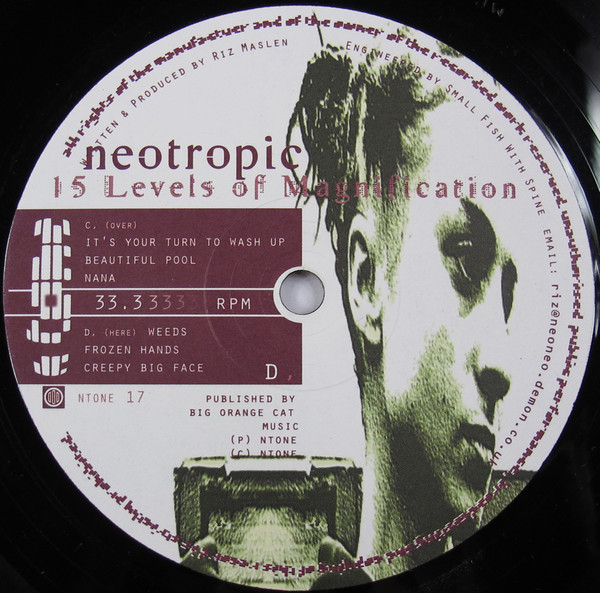 all rights of the manufactuer and of the owner of the recorded work reserved. unauthorised public performance
Written & Produced by Riz Maslen
Engineered by Small Fish With Spine
email: riz@neoneo.demon.co.uk
neotropic
15 Levels of Magnification
C. (OVER)
IT'S YOUR TURN TO WASH UP
BEAUTIFUL POOL
NANA
33.3333 RPM
D. (HERE) WEEDS
FROZEN HANDS
CREEPY BIG FACE
D
NTONE 17
PUBLISHED BY
BIG ORANGE CAT
MUSIC
(P) NTONE
(C) NTONE
prohibited